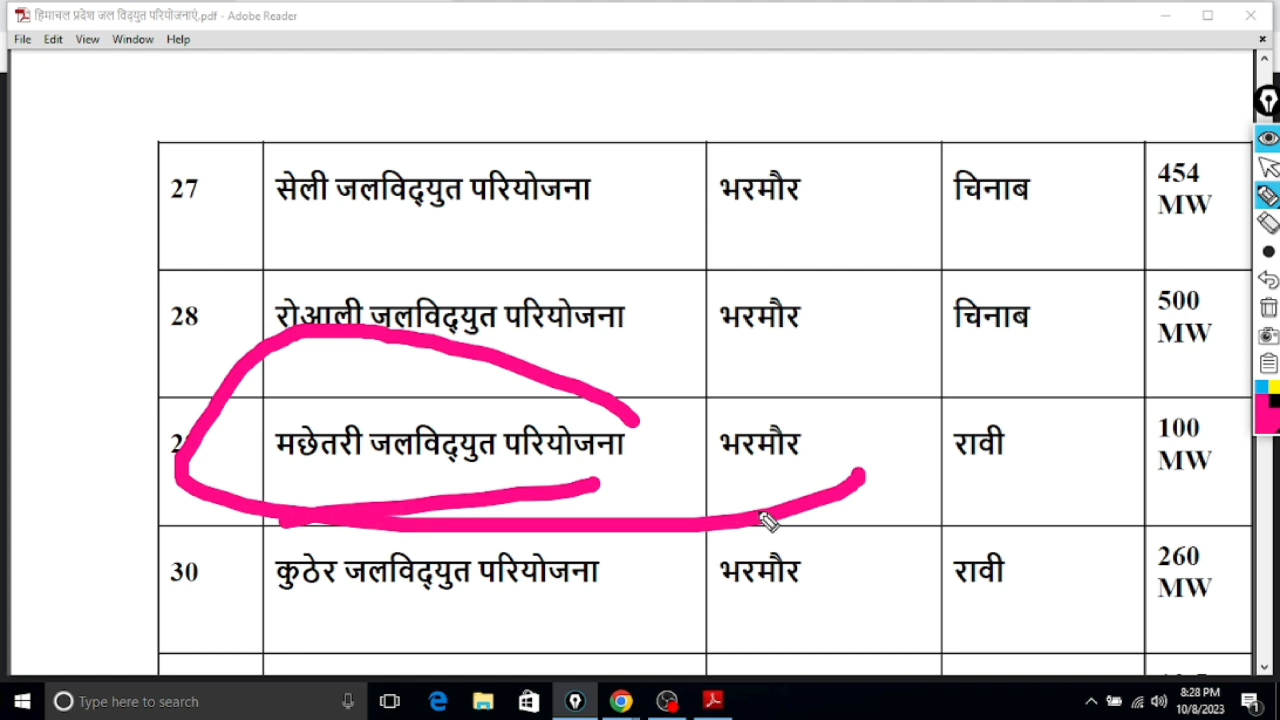 हिमाचल प्रदेश जल विद्युत परियोजनाएं.pdf - Adobe Reader
File Edit View Window Help
27 सेली जलविद्युत परियोजना भरमौर चिनाब 454 MW
28 रोआली जलविद्युत परियोजना भरमौर चिनाब 500 MW
मछेतरी जलविद्युत परियोजना भरमौर रावी 100 MW
30 कुठेर जलविद्युत परियोजना भरमौर रावी 260 MW
Type here to search
8:28 PM
10/8/2023